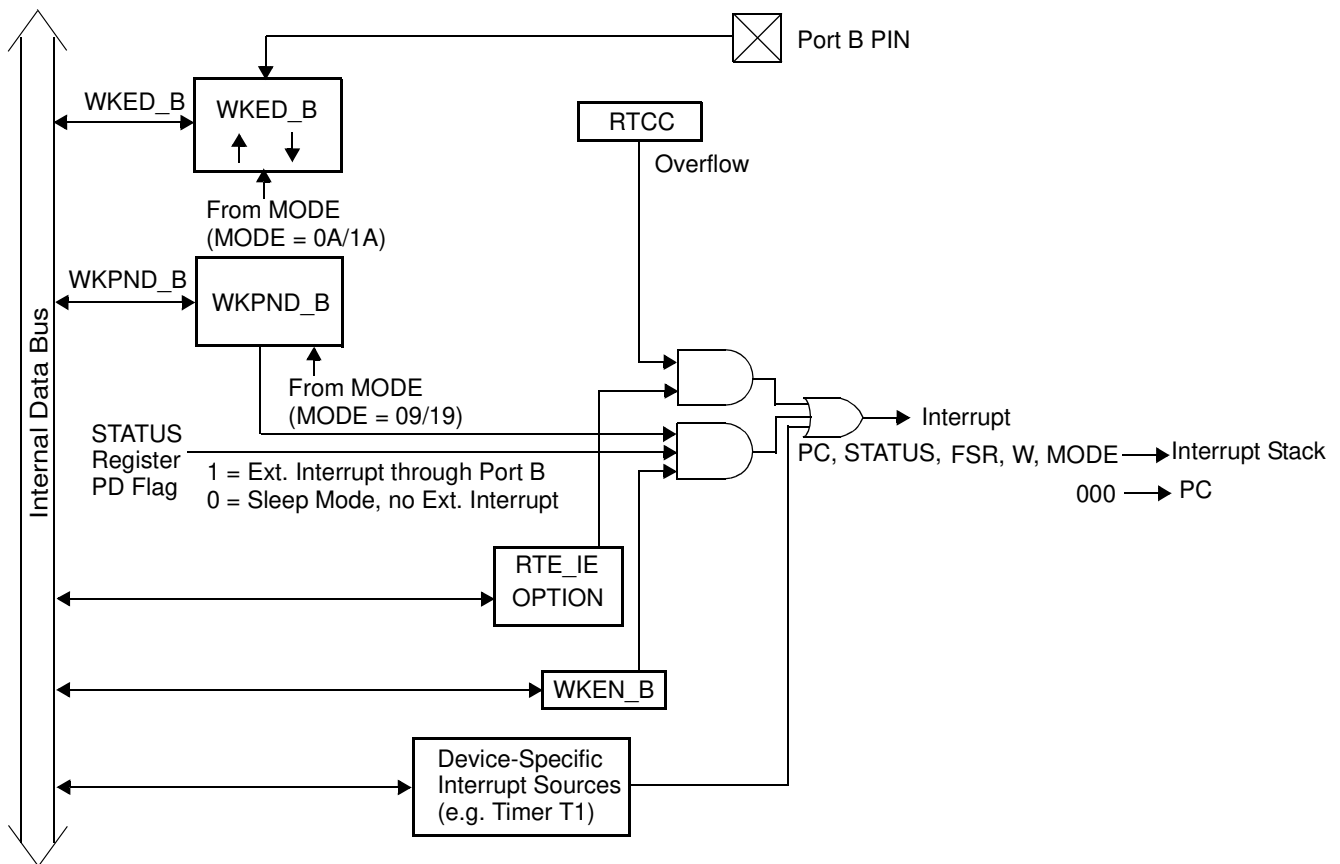 Port B PIN
WKED_B
WKED_B
RTCC
Overflow
From MODE
(MODE = 0A/1A)
WKPND_B
WKPND_B
Internal Data Bus
From MODE
(MODE = 09/19)
STATUS
Register
PD Flag
1 = Ext. Interrupt through Port B
0 = Sleep Mode, no Ext. Interrupt
Interrupt
PC, STATUS, FSR, W, MODE
Interrupt Stack
000
PC
RTE_IE
OPTION
WKEN_B
Device-Specific
Interrupt Sources
(e.g. Timer T1)